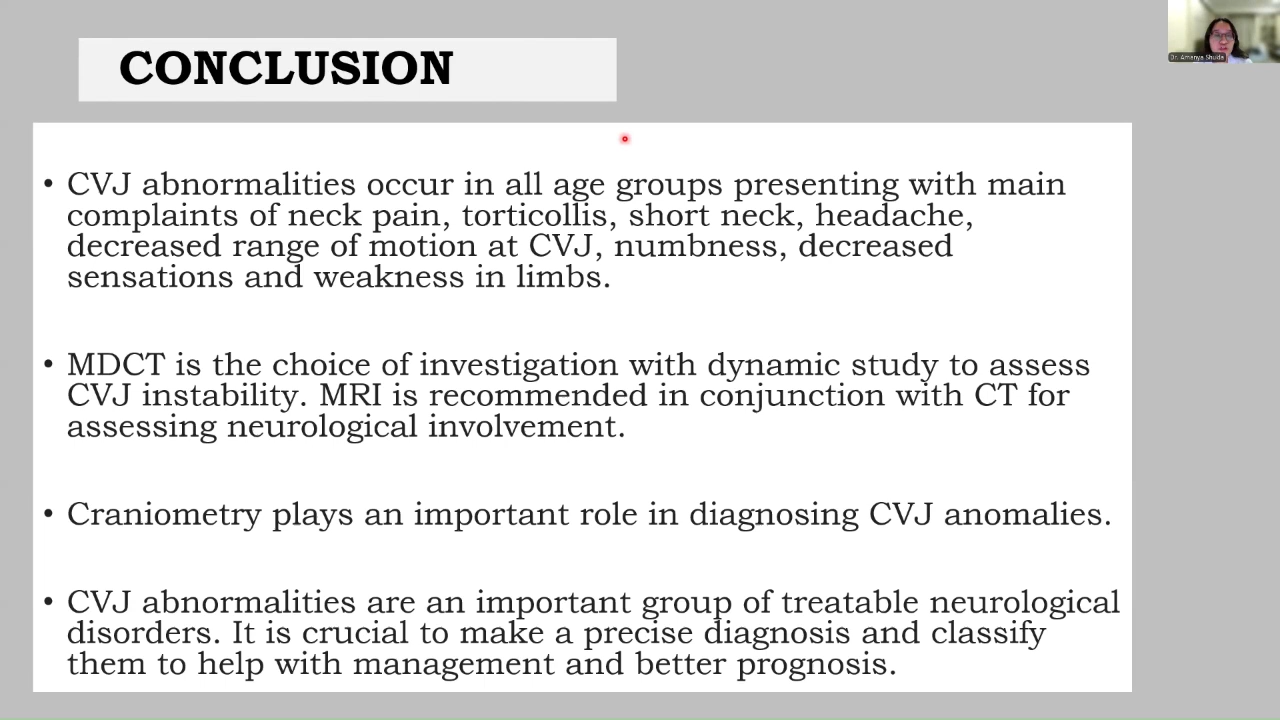 CONCLUSION
Dr. Amanya Shukla
• CVJ abnormalities occur in all age groups presenting with main
complaints of neck pain, torticollis, short neck, headache,
decreased range of motion at CVJ, numbness, decreased
sensations and weakness in limbs.
• MDCT is the choice of investigation with dynamic study to assess
CVJ instability. MRI is recommended in conjunction with CT for
assessing neurological involvement.
• Craniometry plays an important role in diagnosing CVJ anomalies.
• CVJ abnormalities are an important group of treatable neurological
disorders. It is crucial to make a precise diagnosis and classify
them to help with management and better prognosis.